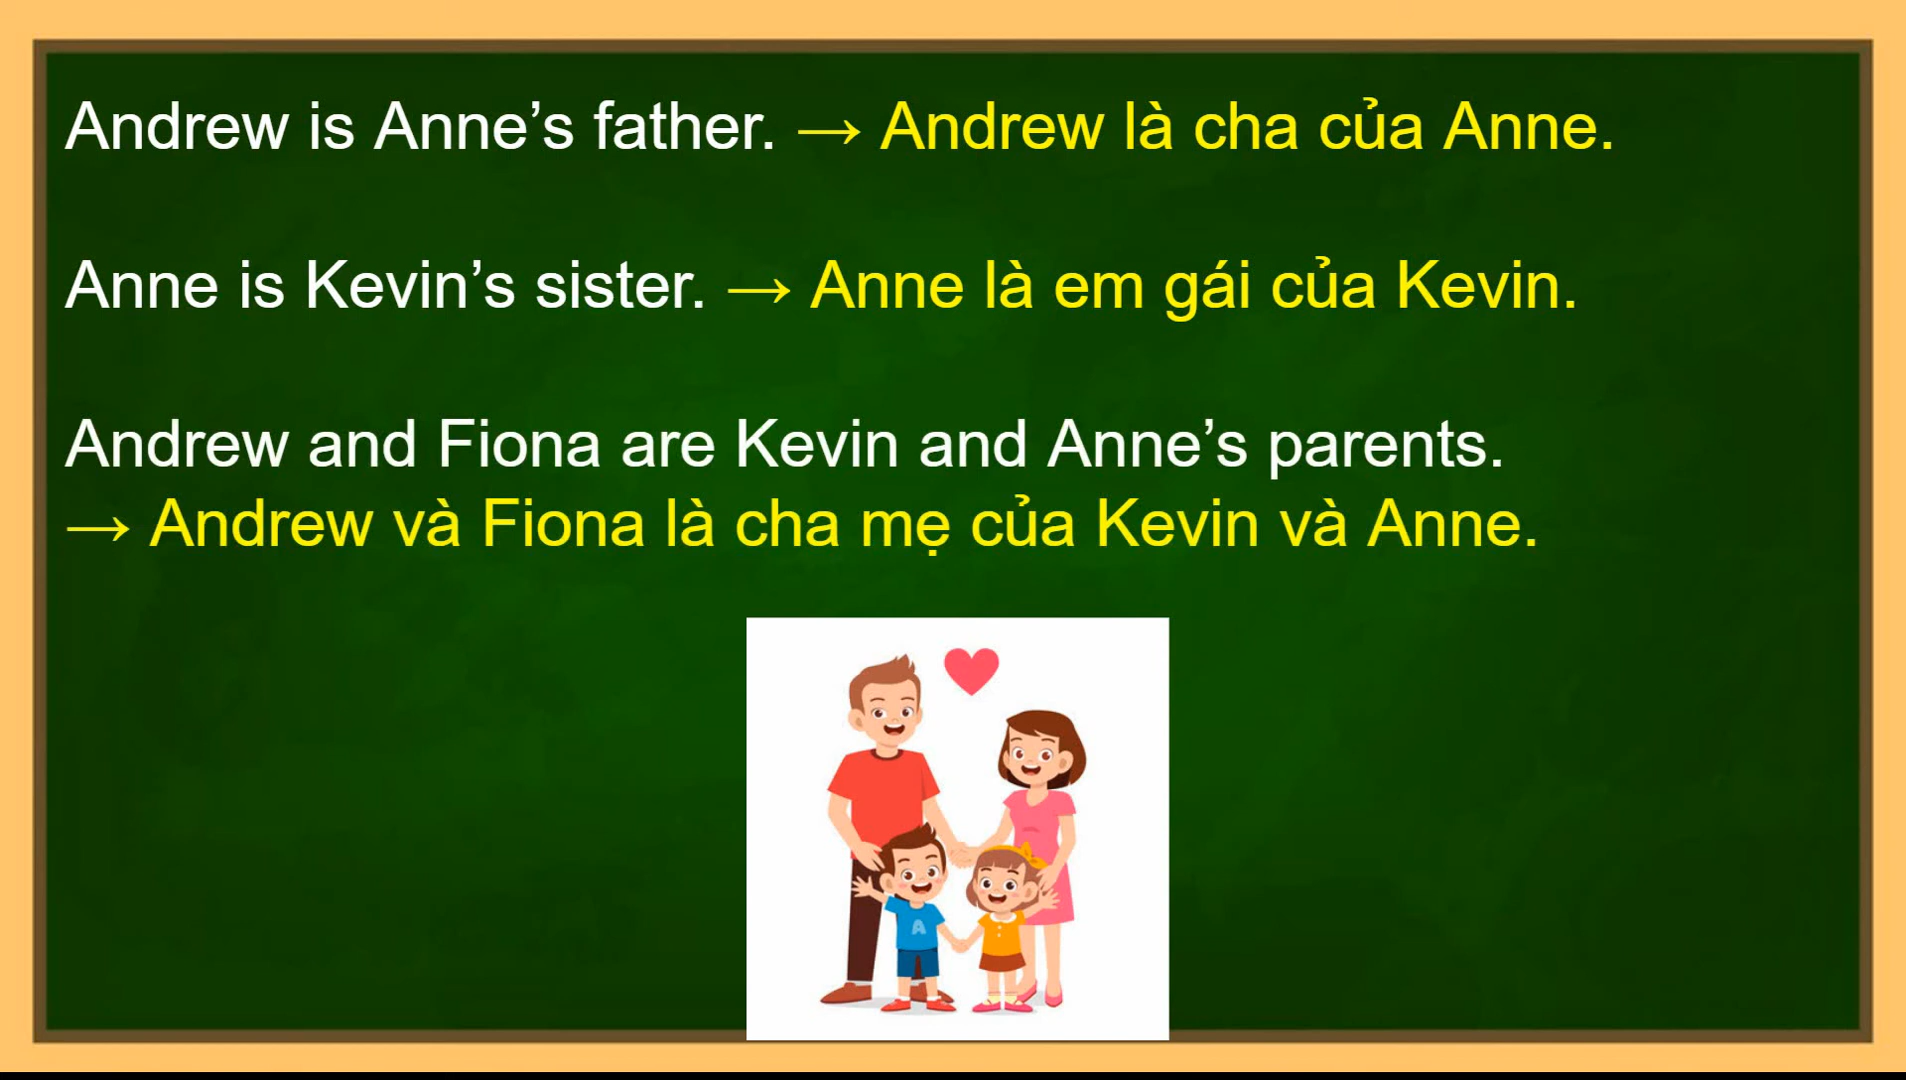 Andrew is Anne’s father. → Andrew là cha của Anne.
Anne is Kevin’s sister. → Anne là em gái của Kevin.
Andrew and Fiona are Kevin and Anne’s parents.
→ Andrew và Fiona là cha mẹ của Kevin và Anne.
A